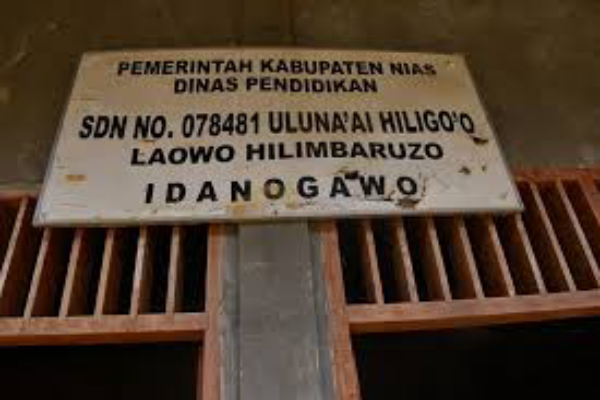 PEMERINTAH KABUPATEN NIAS
DINAS PENDIDIKAN
SDN NO. 078481 ULUNA'AI HILIGO'O
LAOWO HILIMBARUZO
IDANOGAWO